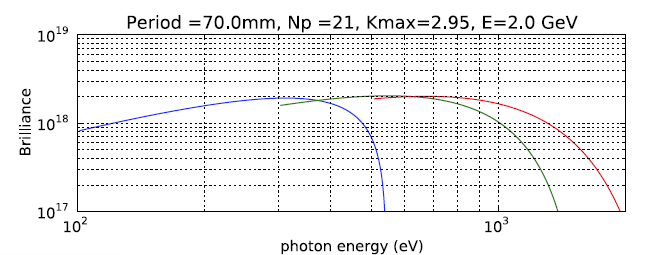 Period =70.0mm, Np =21, Kmax=2.95, E=2.0 GeV
10^19
10^18
10^17
Brilliance
10^2
10^3
photon energy (eV)